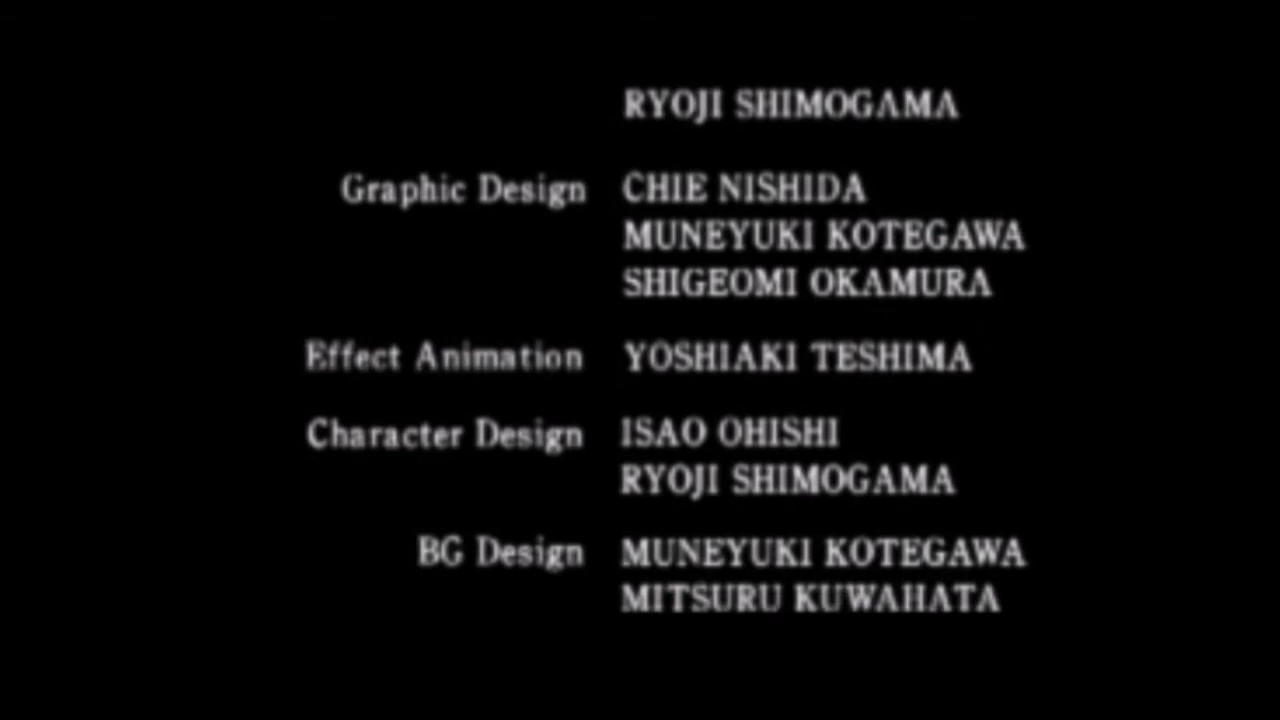 RYOJI SHIMOGAMA
Graphic Design CHIE NISHIDA
MUNEYUKI KOTEGAWA
SHIGEOMI OKAMURA
Effect Animation YOSHIAKI TESHIMA
Character Design ISAO OHISHI
RYOJI SHIMOGAMA
BG Design MUNEYUKI KOTEGAWA
MITSURU KUWAHATA